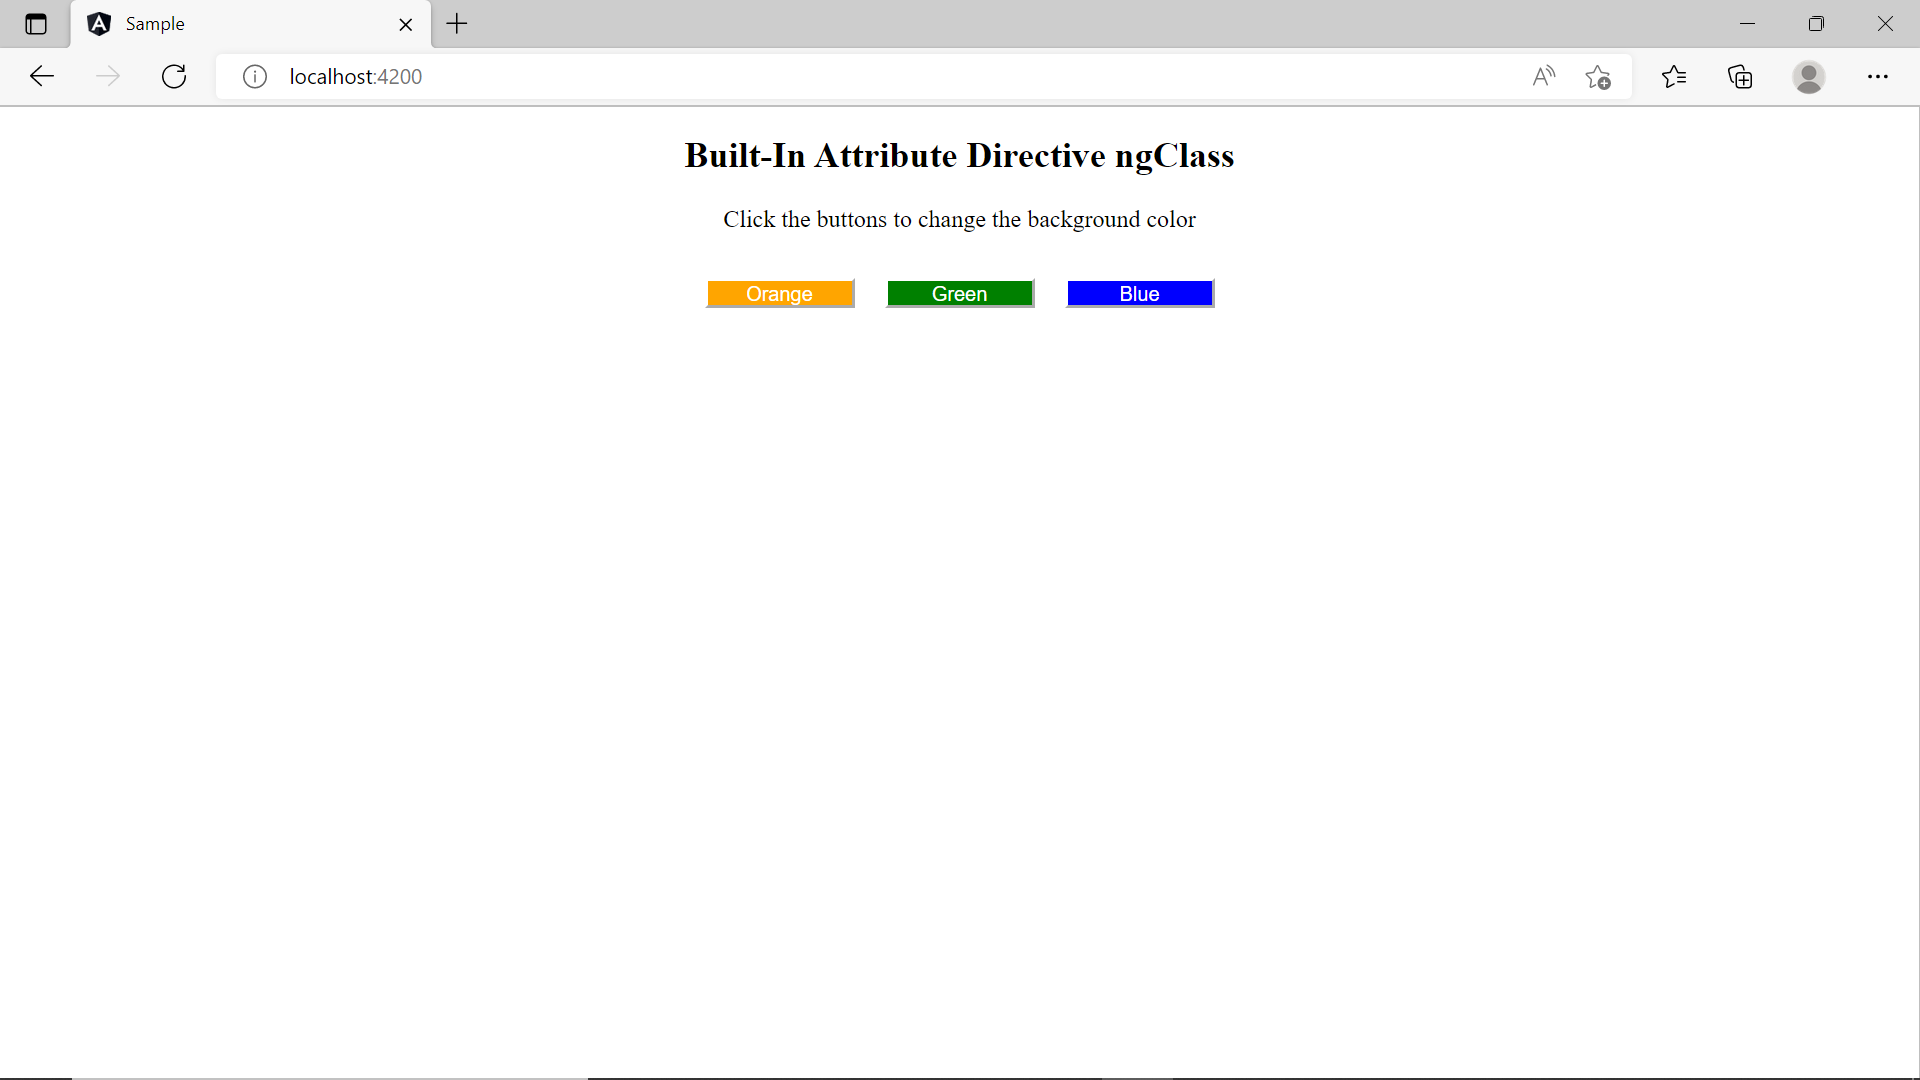 Sample
localhost:4200
Built-In Attribute Directive ngClass
Click the buttons to change the background color
Orange Green Blue